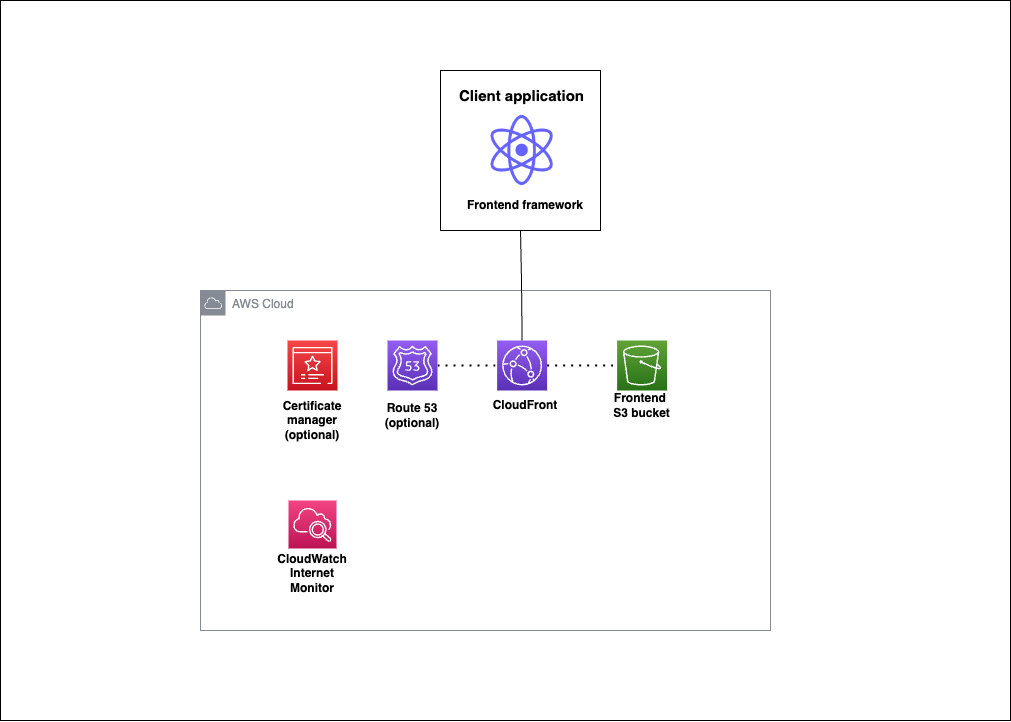 Client application
Frontend framework
AWS Cloud
53
Certificate
manager
(optional)
Route 53
(optional)
CloudFront
Frontend
S3 bucket
CloudWatch
Internet
Monitor